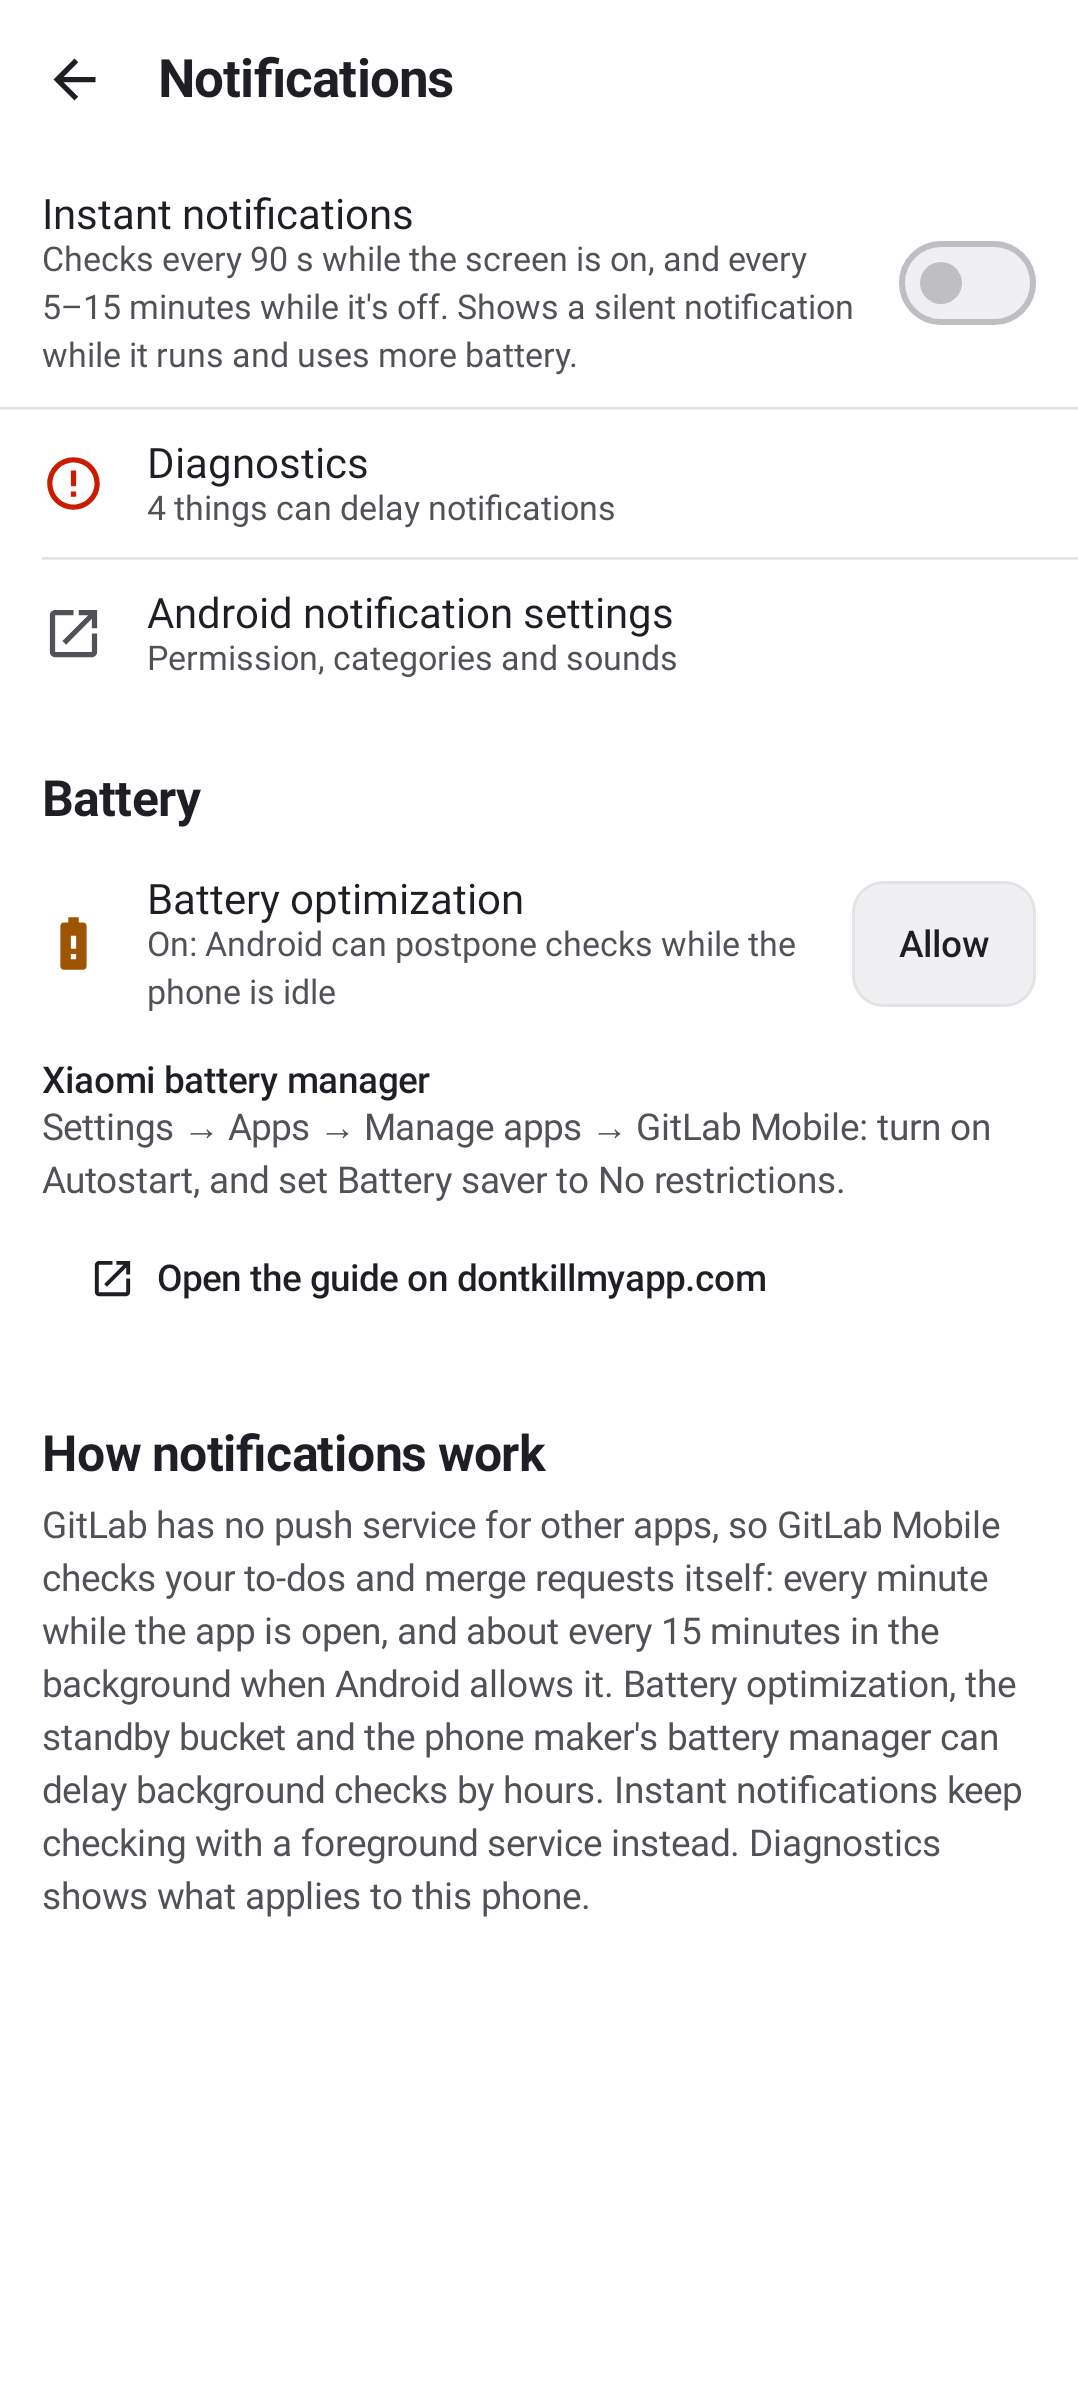 Notifications
Instant notifications
Checks every 90 s while the screen is on, and every
5–15 minutes while it's off. Shows a silent notification
while it runs and uses more battery.
Diagnostics
4 things can delay notifications
Android notification settings
Permission, categories and sounds
Battery
Battery optimization
On: Android can postpone checks while the
phone is idle
Allow
Xiaomi battery manager
Settings → Apps → Manage apps → GitLab Mobile: turn on
Autostart, and set Battery saver to No restrictions.
Open the guide on dontkillmyapp.com
How notifications work
GitLab has no push service for other apps, so GitLab Mobile
checks your to-dos and merge requests itself: every minute
while the app is open, and about every 15 minutes in the
background when Android allows it. Battery optimization, the
standby bucket and the phone maker's battery manager can
delay background checks by hours. Instant notifications keep
checking with a foreground service instead. Diagnostics
shows what applies to this phone.